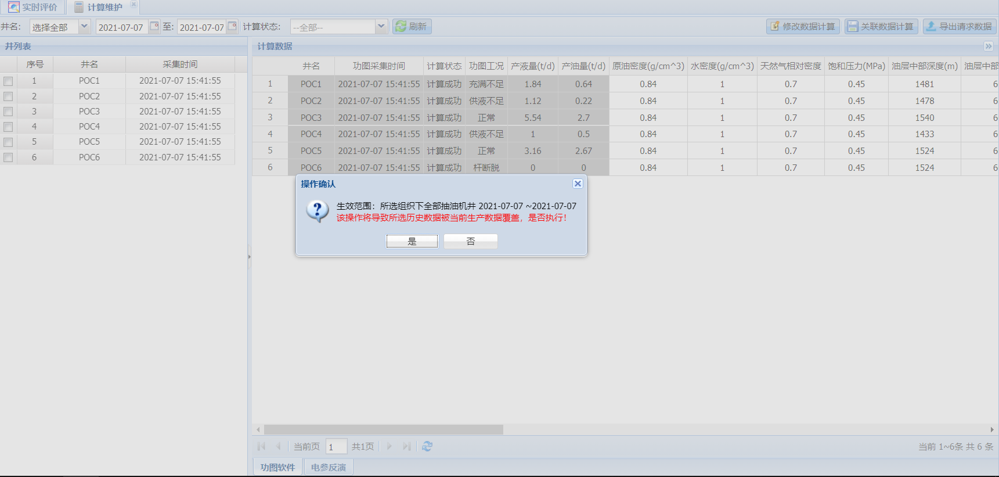 实时评价 计算维护
井名: 选择全部 2021-07-07 至: 2021-07-07 计算状态: --全部-- 刷新 修改数据计算 关联数据计算 导出请求数据
井列表
序号 井名 采集时间
1 POC1 2021-07-07 15:41:55
2 POC2 2021-07-07 15:41:55
3 POC3 2021-07-07 15:41:55
4 POC4 2021-07-07 15:41:55
5 POC5 2021-07-07 15:41:55
6 POC6 2021-07-07 15:41:55
计算数据
井名 功图采集时间 计算状态 功图工况 产液量(t/d) 产油量(t/d) 原油密度(g/cm^3) 水密度(g/cm^3) 天然气相对密度 饱和压力(MPa) 油层中部深度(m) 油层中部
1 POC1 2021-07-07 15:41:55 计算成功 充满不足 1.84 0.64 0.84 1 0.7 0.45 1481 6
2 POC2 2021-07-07 15:41:55 计算成功 供液不足 1.12 0.22 0.84 1 0.7 0.45 1478 6
3 POC3 2021-07-07 15:41:55 计算成功 正常 5.54 2.7 0.84 1 0.7 0.45 1540 6
4 POC4 2021-07-07 15:41:55 计算成功 供液不足 1 0.5 0.84 1 0.7 0.45 1433 6
5 POC5 2021-07-07 15:41:55 计算成功 正常 3.16 2.67 0.84 1 0.7 0.45 1524 6
6 POC6 2021-07-07 15:41:55 计算成功 杆断脱 0 0 0.84 1 0.7 0.45 1524 6
操作确认
生效范围：所选组织下全部抽油机井 2021-07-07 ~2021-07-07
该操作将导致所选历史数据被当前生产数据覆盖，是否执行！
是 否
当前页 1 共1页 当前 1~6条 共 6 条
功图软件 电参反演